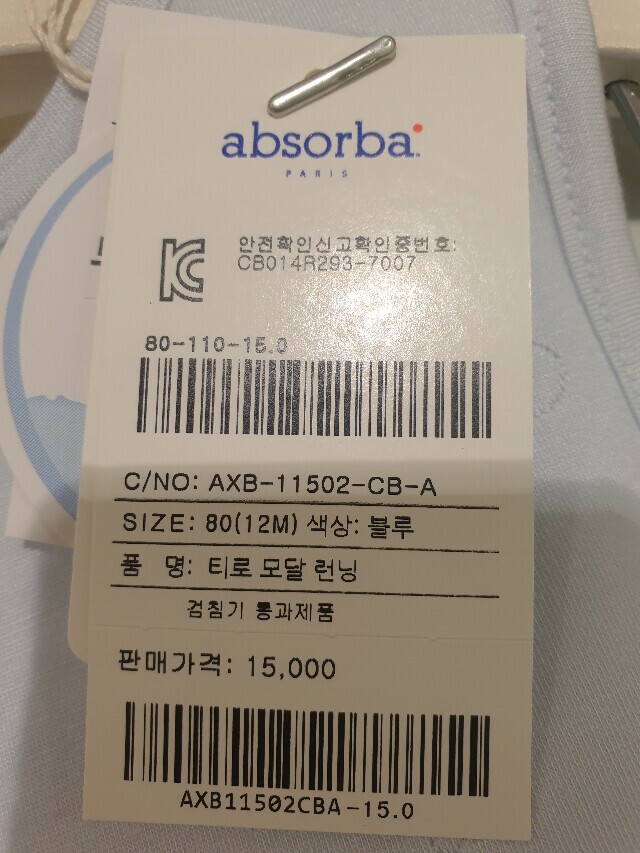 absorba
PARIS
안전확인신고확인증번호:
CB014R293-7007
80-110-15.0
C/NO: AXB-11502-CB-A
SIZE: 80(12M) 색상: 블루
품 명: 티로 모달 런닝
검침기 통과제품
판매가격: 15,000
AXB11502CBA-15.0